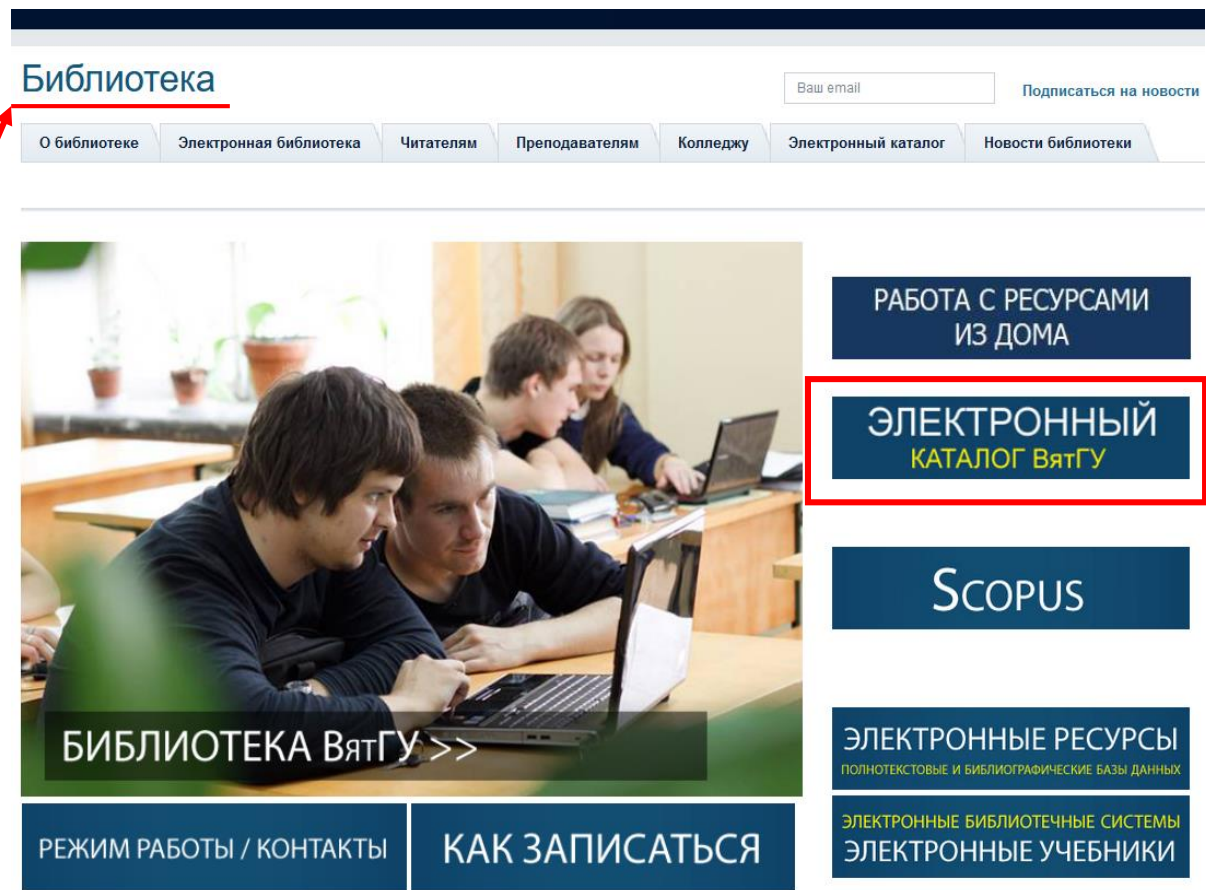 Библиотека
Ваш email
Подписаться на новости
О библиотеке Электронная библиотека Читателям Преподавателям Колледжу Электронный каталог Новости библиотеки
РАБОТА С РЕСУРСАМИ
ИЗ ДОМА
ЭЛЕКТРОННЫЙ
КАТАЛОГ ВятГУ
SCOPUS
БИБЛИОТЕКА ВятГУ >>
ЭЛЕКТРОННЫЕ РЕСУРСЫ
ПОЛНОТЕКСТОВЫЕ И БИБЛИОГРАФИЧЕСКИЕ БАЗЫ ДАННЫХ
РЕЖИМ РАБОТЫ / КОНТАКТЫ
КАК ЗАПИСАТЬСЯ
ЭЛЕКТРОННЫЕ БИБЛИОТЕЧНЫЕ СИСТЕМЫ
ЭЛЕКТРОННЫЕ УЧЕБНИКИ